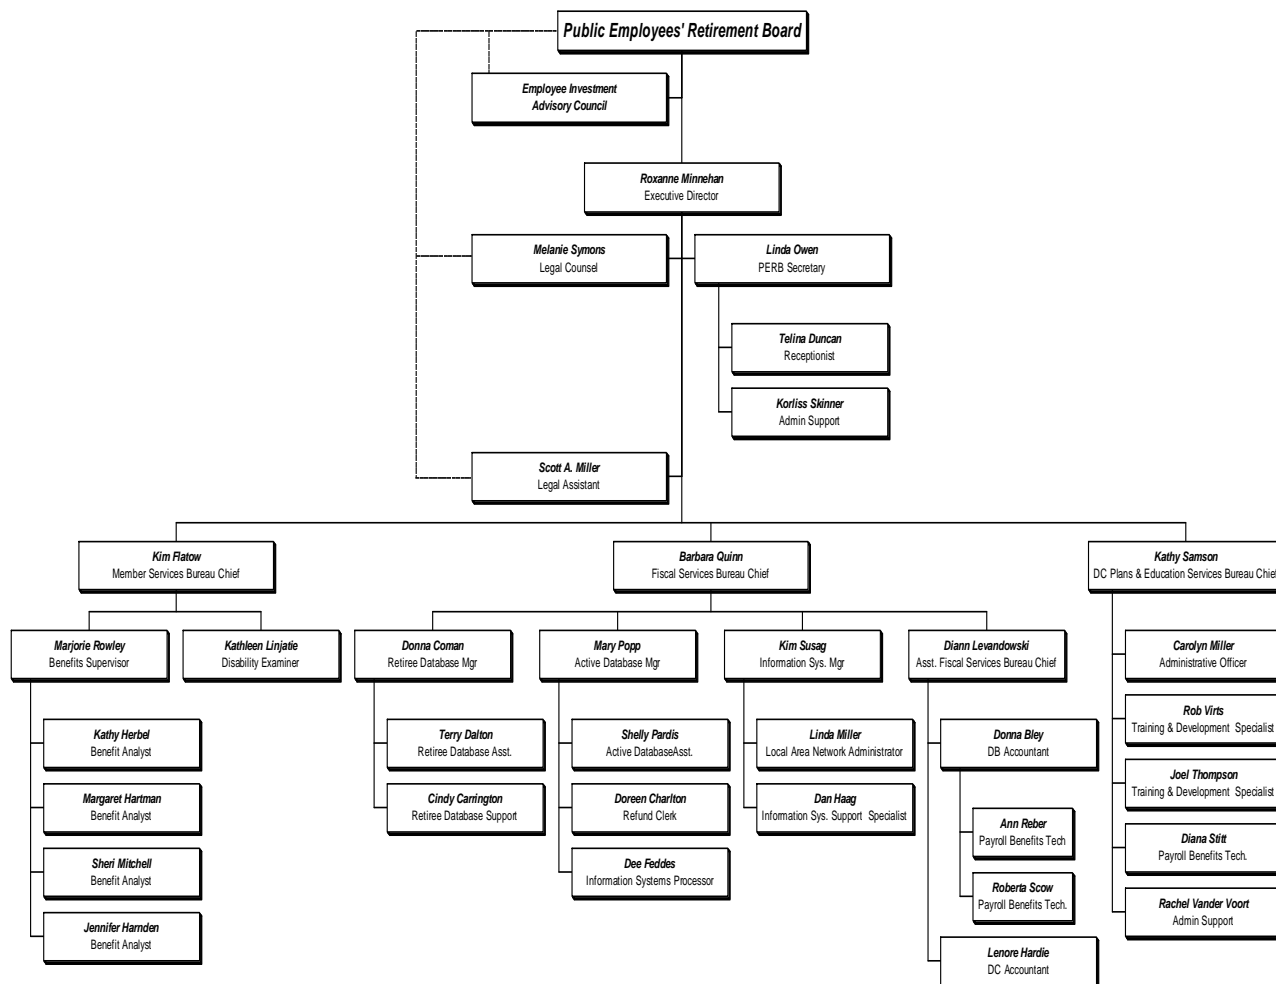 Public Employees' Retirement Board
Employee Investment
Advisory Council
Roxanne Minnehan
Executive Director
Melanie Symons
Legal Counsel
Linda Owen
PERB Secretary
Telina Duncan
Receptionist
Korliss Skinner
Admin Support
Scott A. Miller
Legal Assistant
Kim Flatow
Member Services Bureau Chief
Barbara Quinn
Fiscal Services Bureau Chief
Kathy Samson
DC Plans & Education Services Bureau Chief
Marjorie Rowley
Benefits Supervisor
Kathleen Linjatie
Disability Examiner
Donna Coman
Retiree Database Mgr
Mary Popp
Active Database Mgr
Kim Susag
Information Sys. Mgr
Diann Levandowski
Asst. Fiscal Services Bureau Chief
Carolyn Miller
Administrative Officer
Rob Virts
Training & Development Specialist
Joel Thompson
Training & Development Specialist
Diana Stitt
Payroll Benefits Tech.
Rachel Vander Voort
Admin Support
Kathy Herbel
Benefit Analyst
Margaret Hartman
Benefit Analyst
Sheri Mitchell
Benefit Analyst
Jennifer Harnden
Benefit Analyst
Terry Dalton
Retiree Database Asst.
Cindy Carrington
Retiree Database Support
Shelly Pardis
Active DatabaseAsst.
Doreen Charlton
Refund Clerk
Dee Feddes
Information Systems Processor
Linda Miller
Local Area Network Administrator
Dan Haag
Information Sys. Support Specialist
Donna Bley
DB Accountant
Ann Reber
Payroll Benefits Tech
Roberta Scow
Payroll Benefits Tech.
Lenore Hardie
DC Accountant